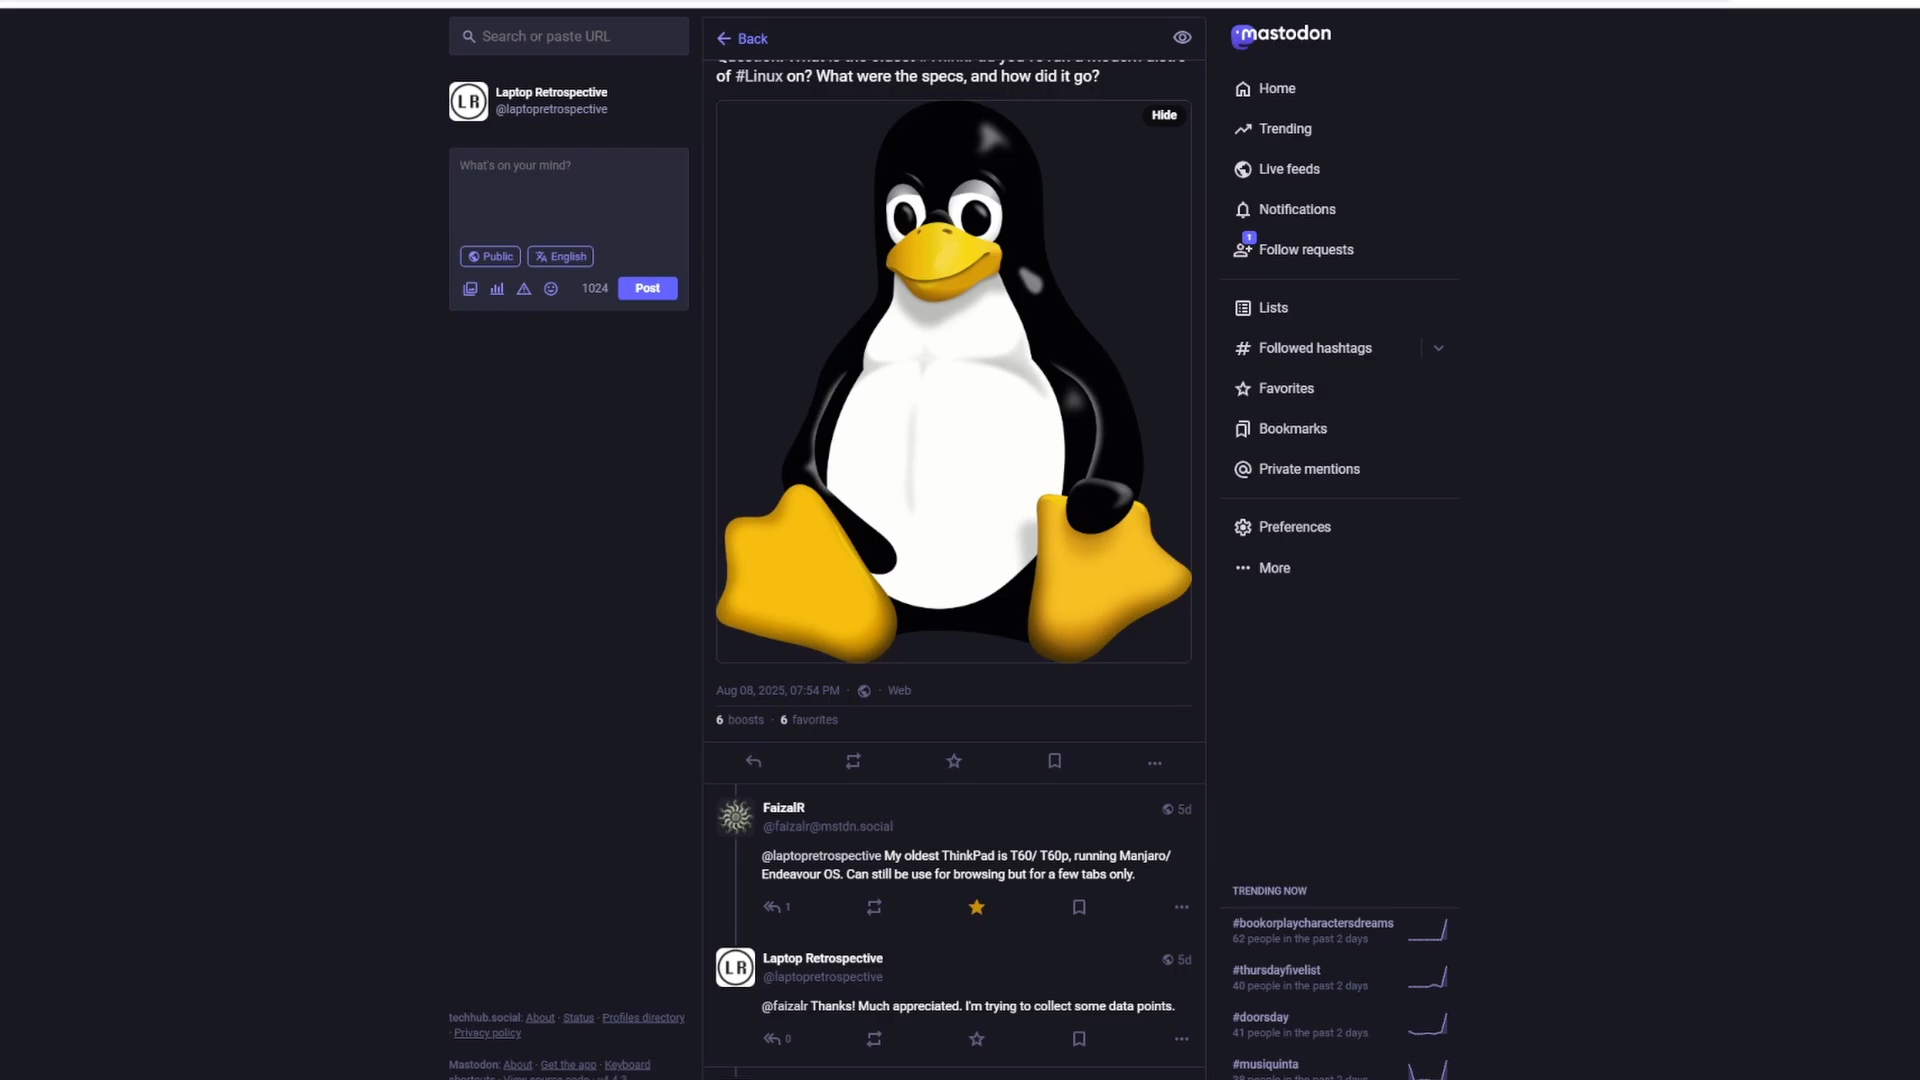 Search or paste URL
Laptop Retrospective
@laptopretrospective
What's on your mind?
Public
English
1024
Post
techhub.social: About · Status · Profiles directory
· Privacy policy
Mastodon: About · Get the app · Keyboard
Back
of #Linux on? What were the specs, and how did it go?
Hide
LR
Aug 08, 2025, 07:54 PM · Web
6 boosts · 6 favorites
FaizalR
5d
@faizalr@mstdn.social
@laptopretrospective My oldest ThinkPad is T60/ T60p, running Manjaro/
Endeavour OS. Can still be use for browsing but for a few tabs only.
1
LR
Laptop Retrospective
5d
@laptopretrospective
@faizalr Thanks! Much appreciated. I'm trying to collect some data points.
0
mastodon
Home
Trending
Live feeds
Notifications
1
Follow requests
Lists
Followed hashtags
Favorites
Bookmarks
Private mentions
Preferences
More
TRENDING NOW
#bookorplaycharactersdreams
62 people in the past 2 days
#thursdayfivelist
40 people in the past 2 days
#doorsday
41 people in the past 2 days
#musiquinta